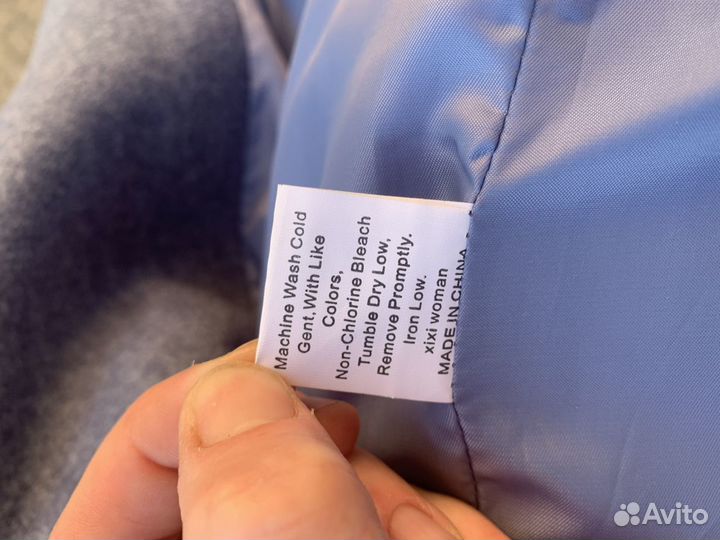 Machine Wash Cold
Gent, With Like
Colors,
Non-Chlorine Bleach
Tumble Dry Low,
Remove Promptly.
Iron Low.
xixi woman
MADE IN CHINA
Avito